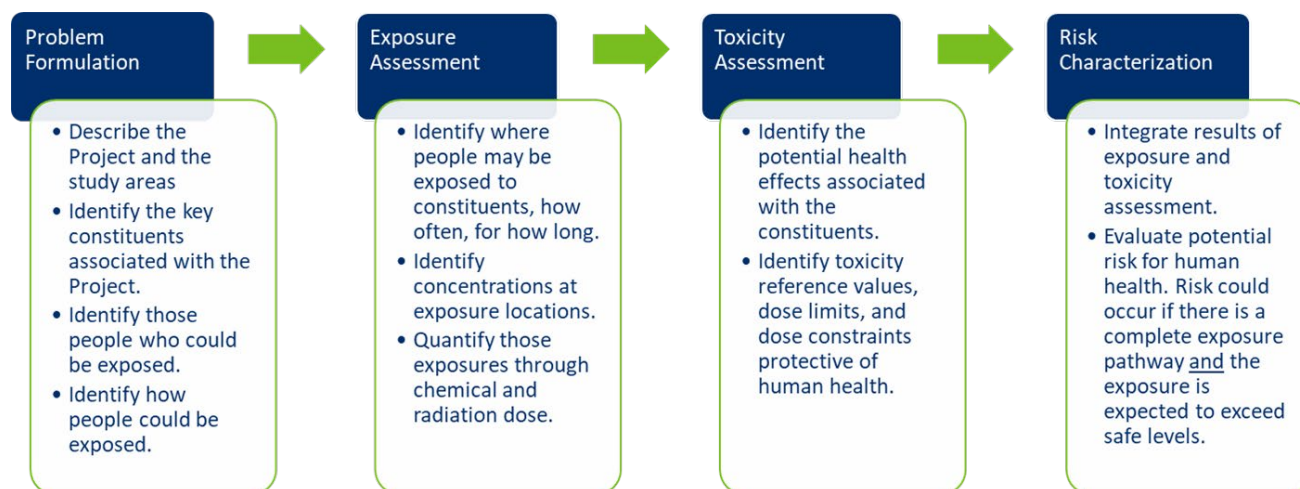 Problem
Formulation
• Describe the
Project and the
study areas
• Identify the key
constituents
associated with the
Project.
• Identify those
people who could
be exposed.
• Identify how
people could be
exposed.
Exposure
Assessment
• Identify where
people may be
exposed to
constituents, how
often, for how long.
• Identify
concentrations at
exposure locations.
• Quantify those
exposures through
chemical and
radiation dose.
Toxicity
Assessment
• Identify the
potential health
effects associated
with the
constituents.
• Identify toxicity
reference values,
dose limits, and
dose constraints
protective of
human health.
Risk
Characterization
• Integrate results of
exposure and
toxicity
assessment.
• Evaluate potential
risk for human
health. Risk could
occur if there is a
complete exposure
pathway and the
exposure is
expected to exceed
safe levels.